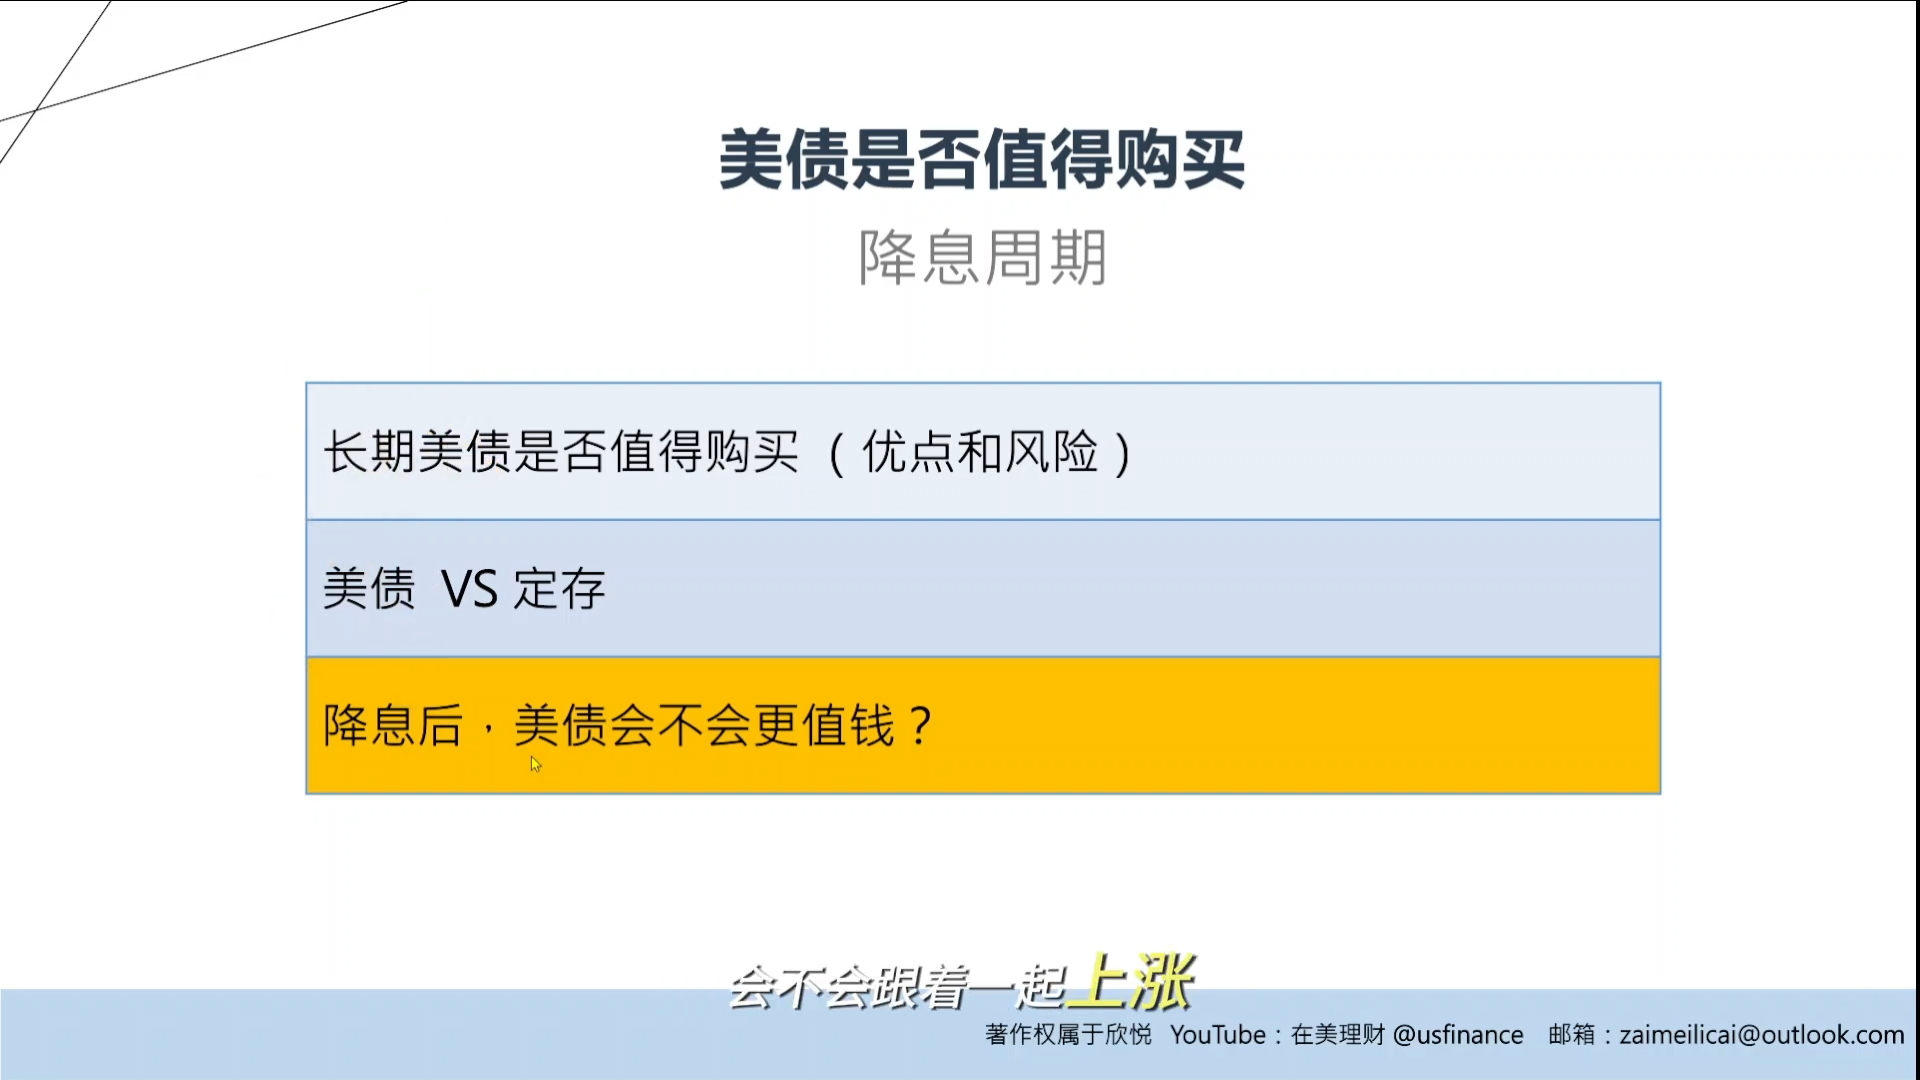 美债是否值得购买
降息周期
长期美债是否值得购买（优点和风险）
美债 VS 定存
降息后，美债会不会更值钱？
会不会跟着一起上涨
著作权属于欣悦 YouTube：在美理财 @usfinance 邮箱：zaimeilicai@outlook.com